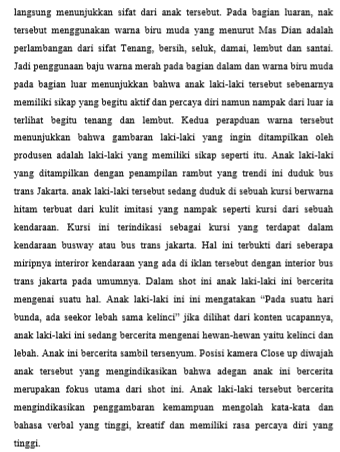 langsung menunjukkan sifat dari anak tersebut. Pada bagian luaran, nak
tersebut menggunakan warna biru muda yang menurut Mas Dian adalah
perlambangan dari sifat Tenang, bersih, seluk, damai, lembut dan santai.
Jadi penggunaan baju warna merah pada bagian dalam dan warna biru muda
pada bagian luar menunjukkan bahwa anak laki-laki tersebut sebenarnya
memiliki sikap yang begitu aktif dan percaya diri namun nampak dari luar ia
terlihat begitu tenang dan lembut. Kedua perapduan warna tersebut
menunjukkan bahwa gambaran laki-laki yang ingin ditampilkan oleh
produsen adalah laki-laki yang memiliki sikap seperti itu. Anak laki-laki
yang ditampilkan dengan penampilan rambut yang trendi ini duduk bus
trans Jakarta. anak laki-laki tersebut sedang duduk di sebuah kursi berwarna
hitam terbuat dari kulit imitasi yang nampak seperti kursi dari sebuah
kendaraan. Kursi ini terindikasi sebagai kursi yang terdapat dalam
kendaraan busway atau bus trans jakarta. Hal ini terbukti dari seberapa
miripnya interiror kendaraan yang ada di iklan tersebut dengan interior bus
trans jakarta pada umumnya. Dalam shot ini anak laki-laki ini bercerita
mengenai suatu hal. Anak laki-laki ini ini mengatakan “Pada suatu hari
bunda, ada seekor lebah sama kelinci” jika dilihat dari konten ucapannya,
anak laki-laki ini sedang bercerita mengenai hewan-hewan yaitu kelinci dan
lebah. Anak ini bercerita sambil tersenyum. Posisi kamera Close up diwajah
anak tersebut yang mengindikasikan bahwa adegan anak ini bercerita
merupakan fokus utama dari shot ini. Anak laki-laki tersebut bercerita
mengindikasikan penggambaran kemampuan mengolah kata-kata dan
bahasa verbal yang tinggi, kreatif dan memiliki rasa percaya diri yang
tinggi.